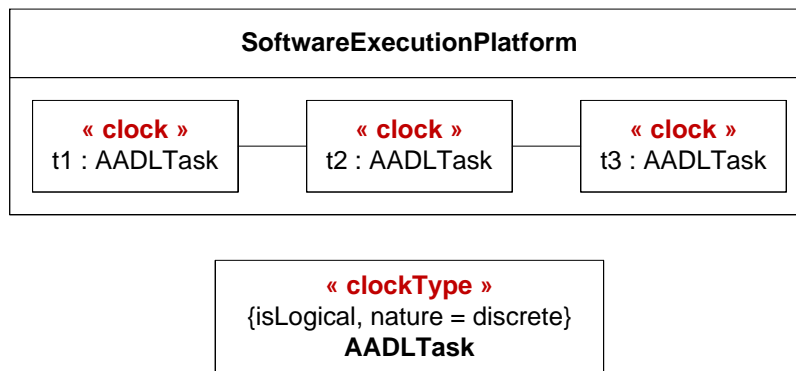 SoftwareExecutionPlatform
« clock »
t1 : AADLTask
« clock »
t2 : AADLTask
« clock »
t3 : AADLTask
« clockType »
{isLogical, nature = discrete}
AADLTask